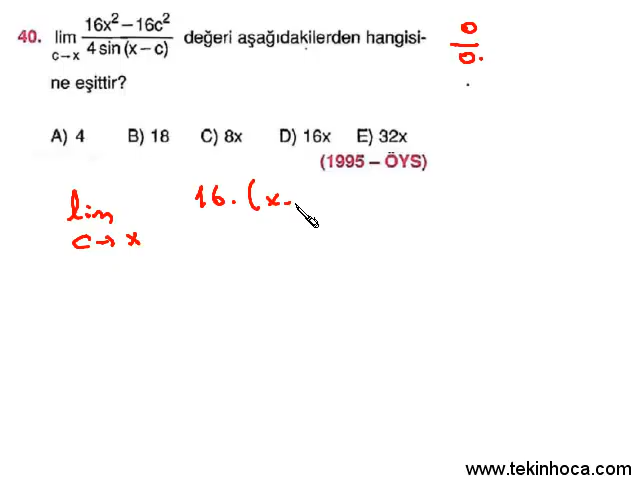 40. lim 16x² – 16c² / 4 sin (x – c) değeri aşağıdakilerden hangisi-
c→x
ne eşittir?
A) 4 B) 18 C) 8x D) 16x E) 32x
(1995 – ÖYS)
0/0.
lim 16. (x-
c→x
www.tekinhoca.com